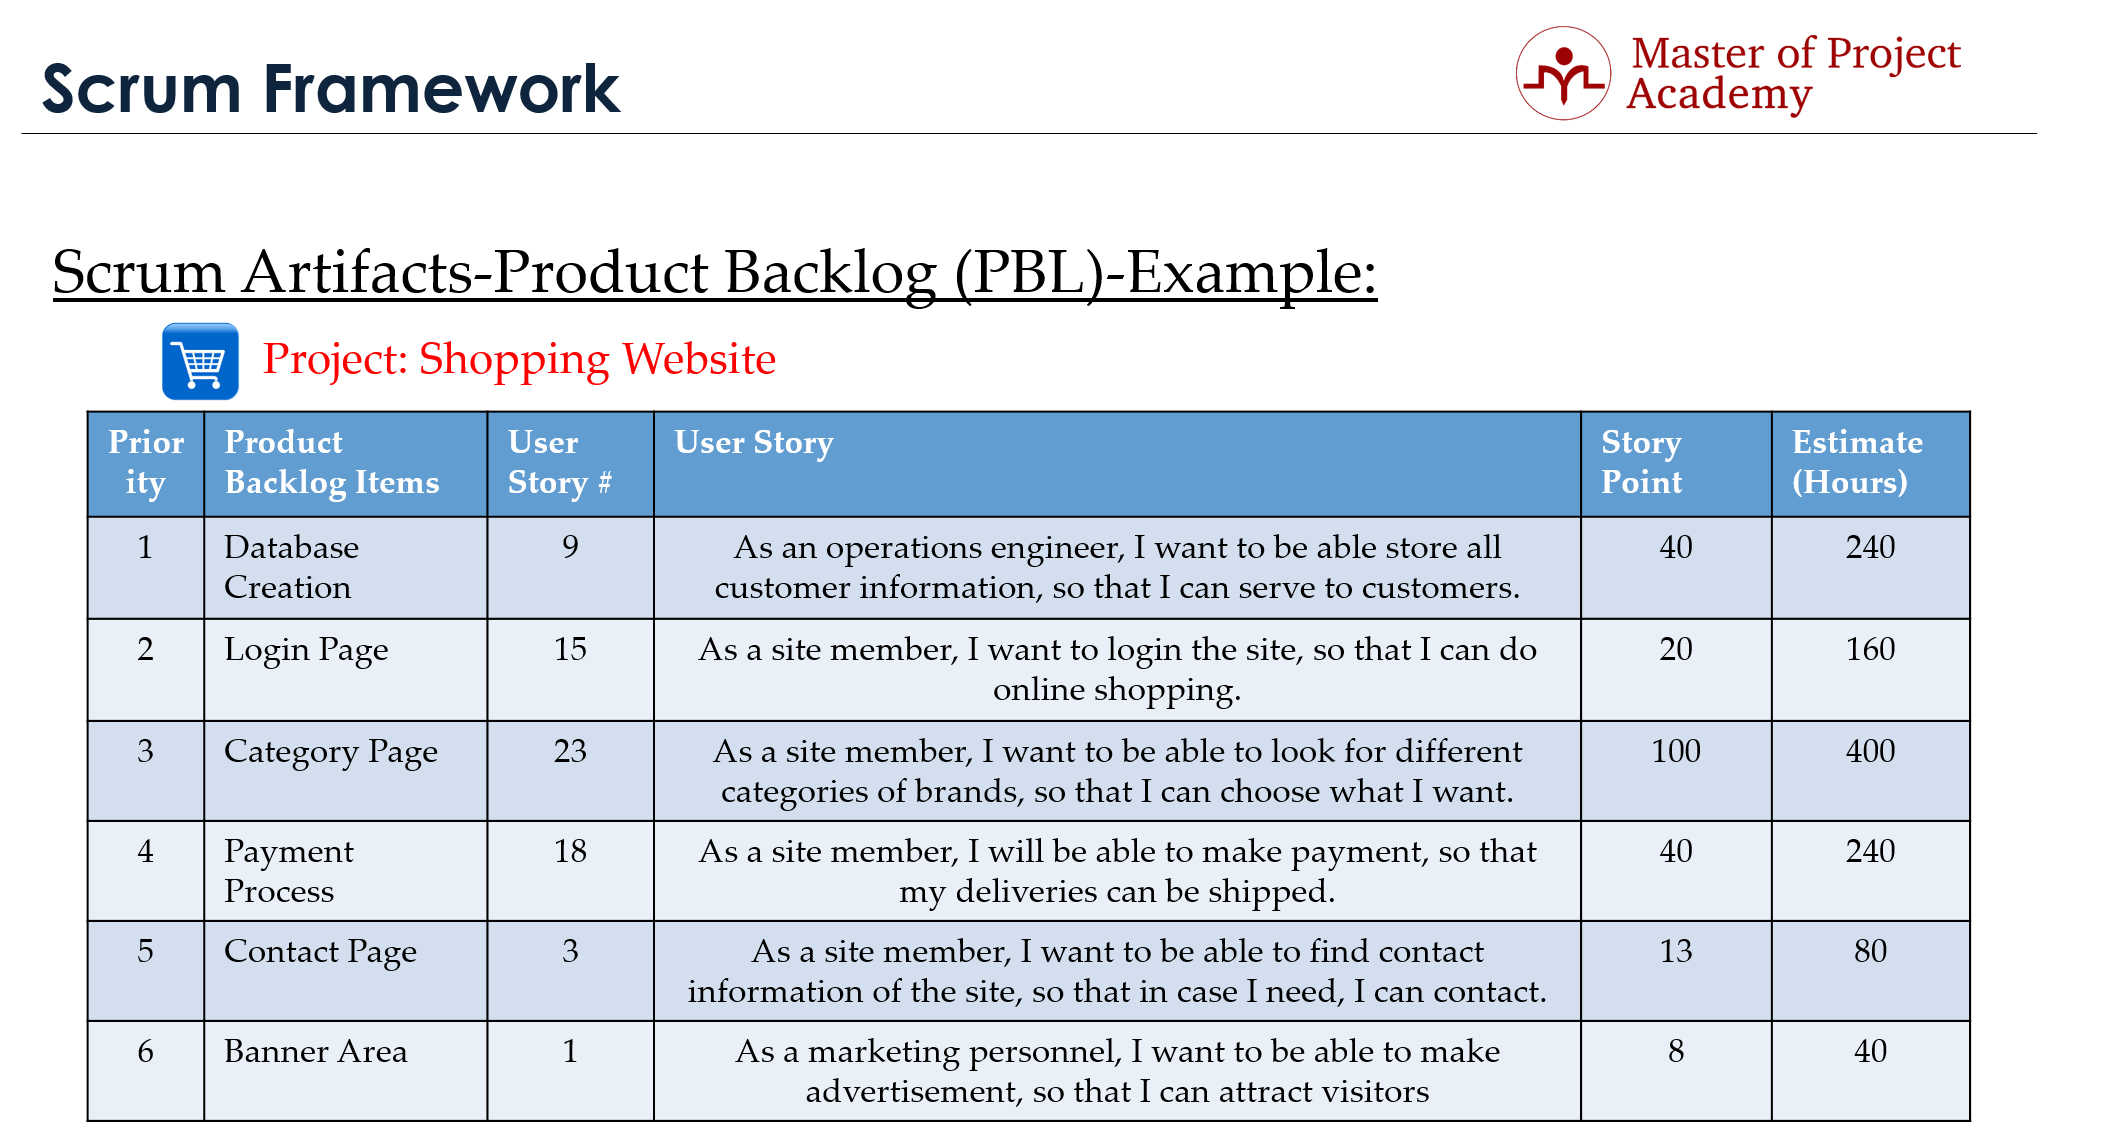 Scrum Framework
Master of Project
Academy
Scrum Artifacts-Product Backlog (PBL)-Example:
Project: Shopping Website
Prior
ity
Product
Backlog Items
User
Story #
User Story
Story
Point
Estimate
(Hours)
1
Database
Creation
9
As an operations engineer, I want to be able store all
customer information, so that I can serve to customers.
40
240
2
Login Page
15
As a site member, I want to login the site, so that I can do
online shopping.
20
160
3
Category Page
23
As a site member, I want to be able to look for different
categories of brands, so that I can choose what I want.
100
400
4
Payment
Process
18
As a site member, I will be able to make payment, so that
my deliveries can be shipped.
40
240
5
Contact Page
3
As a site member, I want to be able to find contact
information of the site, so that in case I need, I can contact.
13
80
6
Banner Area
1
As a marketing personnel, I want to be able to make
advertisement, so that I can attract visitors
8
40